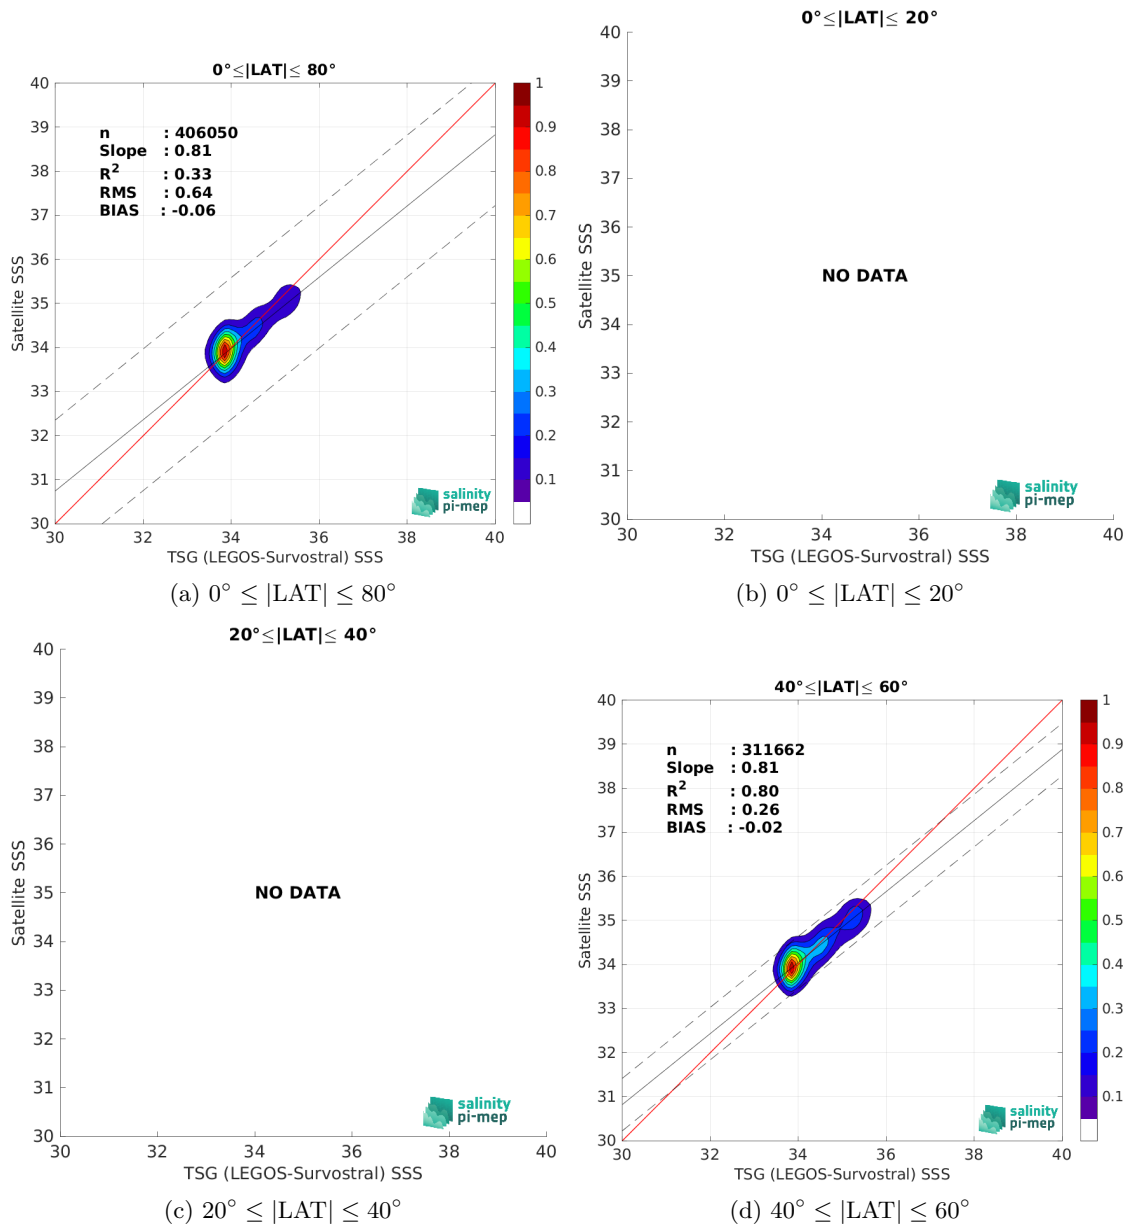 0°≤|LAT|≤ 80°
n : 406050
Slope : 0.81
R² : 0.33
RMS : 0.64
BIAS : -0.06
Satellite SSS
40
39
38
37
36
35
34
33
32
31
30
30 32 34 36 38 40
TSG (LEGOS-Survostral) SSS
1
0.9
0.8
0.7
0.6
0.5
0.4
0.3
0.2
0.1
salinity
pi-mep
(a) 0° ≤ |LAT| ≤ 80°
0°≤|LAT|≤ 20°
Satellite SSS
40
39
38
37
36
35
34
33
32
31
30
NO DATA
salinity
pi-mep
30 32 34 36 38 40
TSG (LEGOS-Survostral) SSS
(b) 0° ≤ |LAT| ≤ 20°
20°≤|LAT|≤ 40°
Satellite SSS
40
39
38
37
36
35
34
33
32
31
30
NO DATA
salinity
pi-mep
30 32 34 36 38 40
TSG (LEGOS-Survostral) SSS
(c) 20° ≤ |LAT| ≤ 40°
40°≤|LAT|≤ 60°
n : 311662
Slope : 0.81
R² : 0.80
RMS : 0.26
BIAS : -0.02
Satellite SSS
40
39
38
37
36
35
34
33
32
31
30
30 32 34 36 38 40
TSG (LEGOS-Survostral) SSS
1
0.9
0.8
0.7
0.6
0.5
0.4
0.3
0.2
0.1
salinity
pi-mep
(d) 40° ≤ |LAT| ≤ 60°